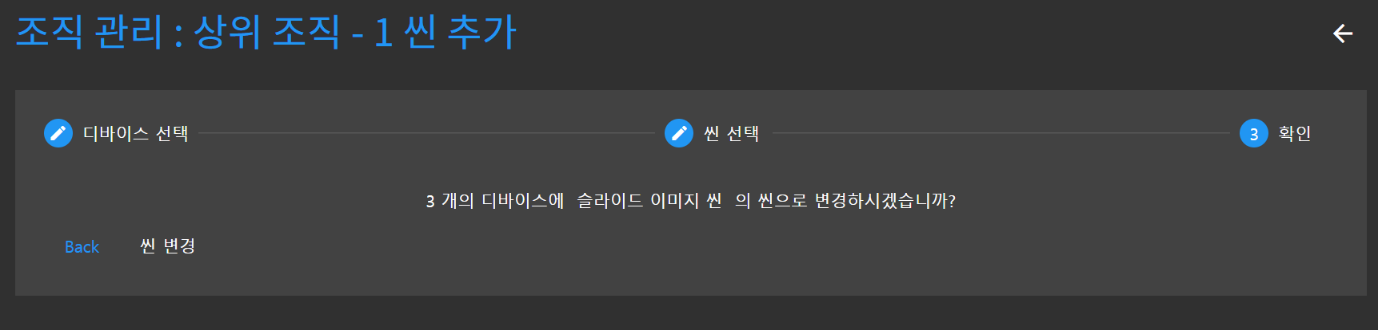 조직 관리 : 상위 조직 - 1 씬 추가
디바이스 선택
씬 선택
3 확인
3 개의 디바이스에 슬라이드 이미지 씬 의 씬으로 변경하시겠습니까?
Back 씬 변경